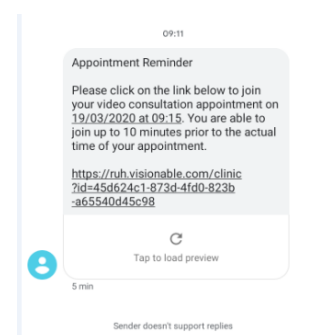 09:11
Appointment Reminder
Please click on the link below to join
your video consultation appointment on
19/03/2020 at 09:15. You are able to
join up to 10 minutes prior to the actual
time of your appointment.
https://ruh.visionable.com/clinic
?id=45d624c1-873d-4fd0-823b
-a65540d45c98
Tap to load preview
5 min
Sender doesn't support replies